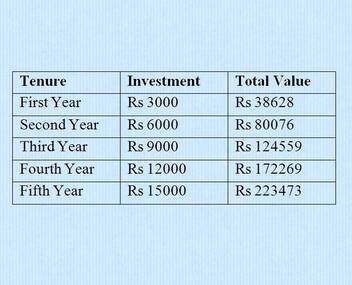 Tenure Investment Total Value
First Year Rs 3000 Rs 38628
Second Year Rs 6000 Rs 80076
Third Year Rs 9000 Rs 124559
Fourth Year Rs 12000 Rs 172269
Fifth Year Rs 15000 Rs 223473